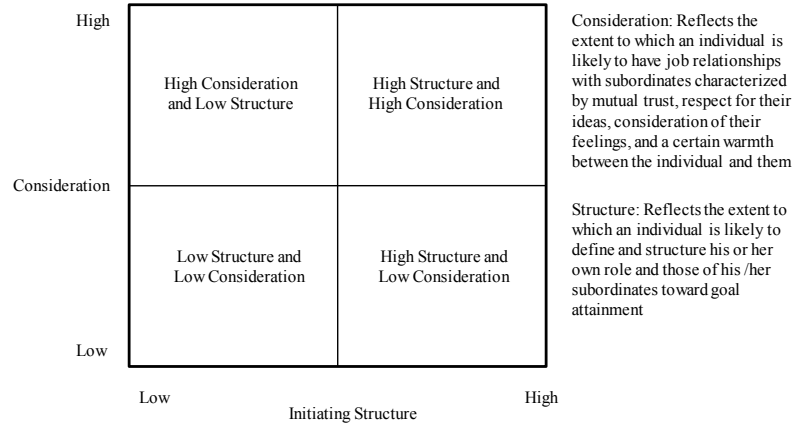 High
High Consideration
and Low Structure
High Structure and
High Consideration
Consideration
Low Structure and
Low Consideration
High Structure and
Low Consideration
Low
Low
High
Initiating Structure
Consideration: Reflects the
extent to which an individual is
likely to have job relationships
with subordinates characterized
by mutual trust, respect for their
ideas, consideration of their
feelings, and a certain warmth
between the individual and them
Structure: Reflects the extent to
which an individual is likely to
define and structure his or her
own role and those of his /her
subordinates toward goal
attainment